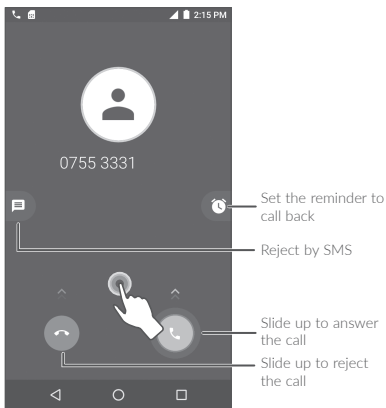 2:15 PM
0755 3331
Set the reminder to
call back
Reject by SMS
Slide up to answer
the call
Slide up to reject
the call